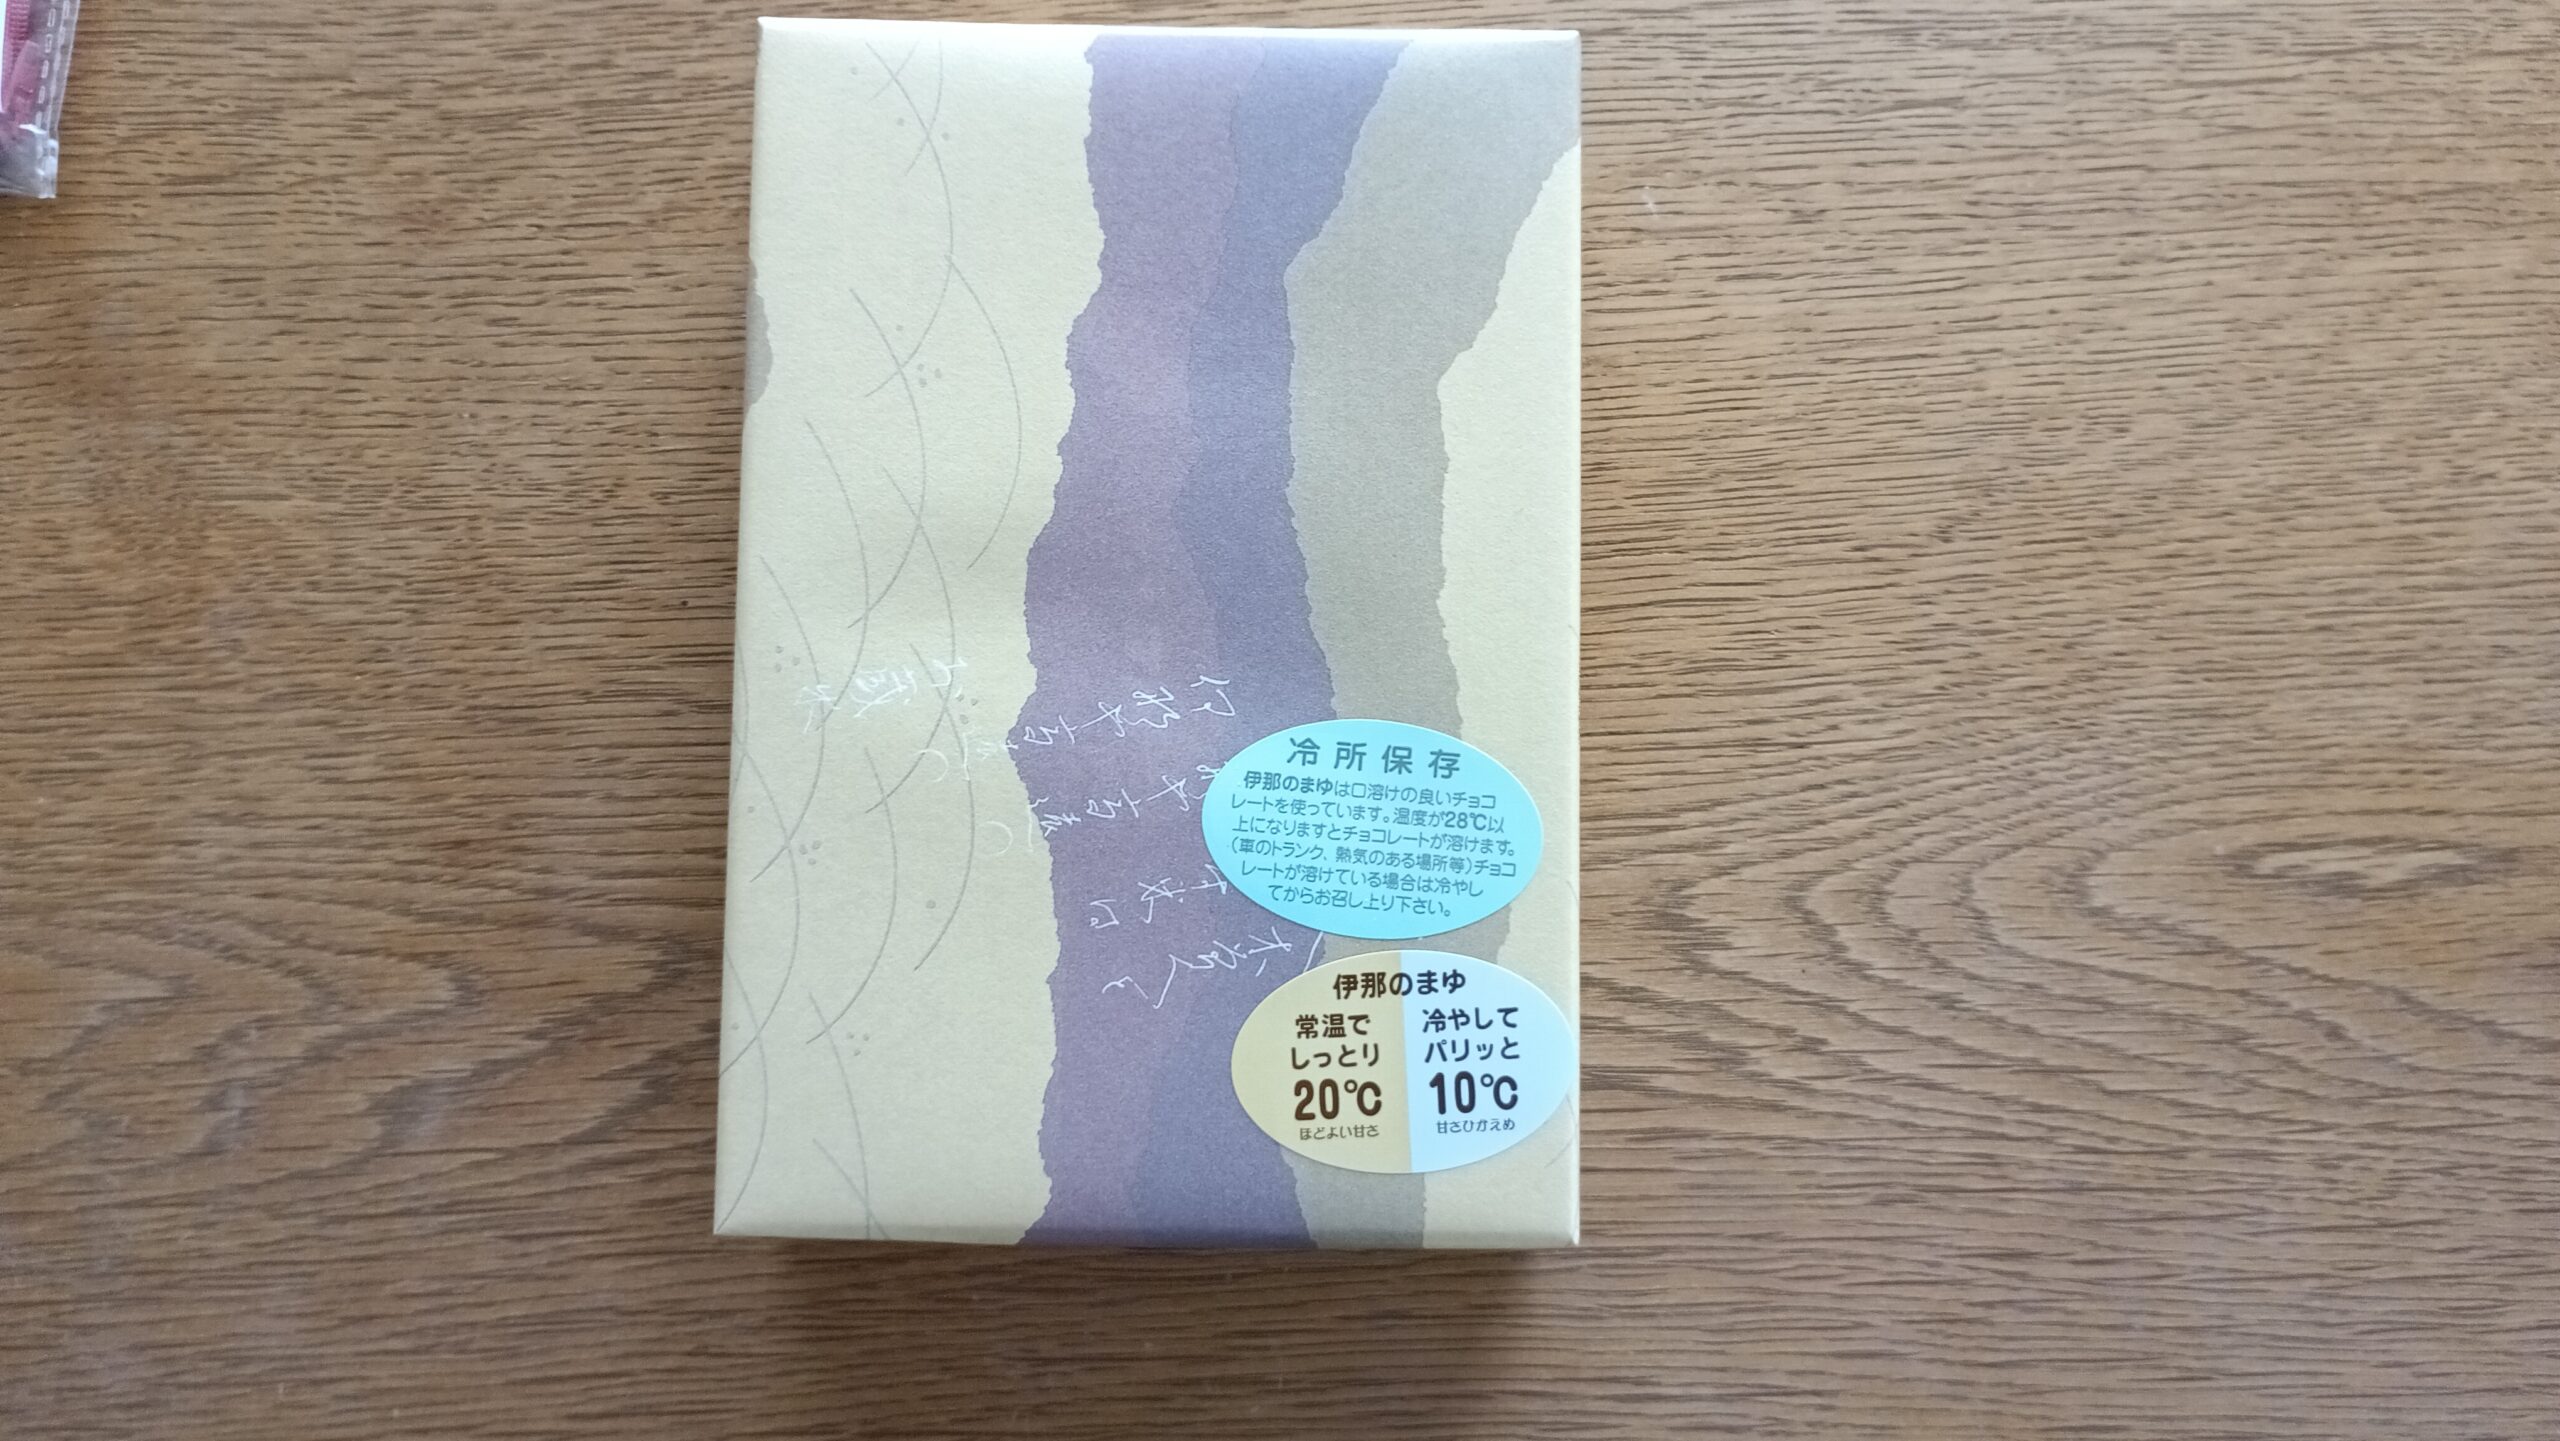 冷所保存
伊那のまゆは口溶けの良いチョコ
レートを使っています。温度が28℃以
上になりますとチョコレートが溶けます。
(車のトランク、熱気のある場所等)チョコ
レートが溶けている場合は冷やし
てからお召し上り下さい。
伊那のまゆ
常温で
しっとり
20℃
ほどよい甘さ
冷やして
パリッと
10℃
甘さひかえめ